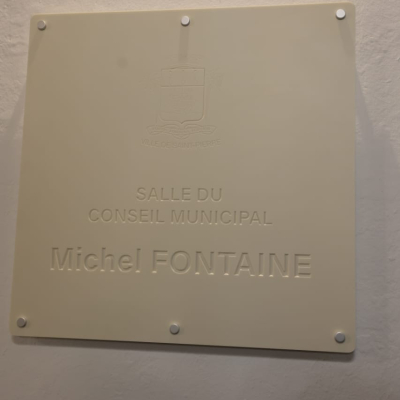 SALLE DU
CONSEIL MUNICIPAL
Michel FONTAINE